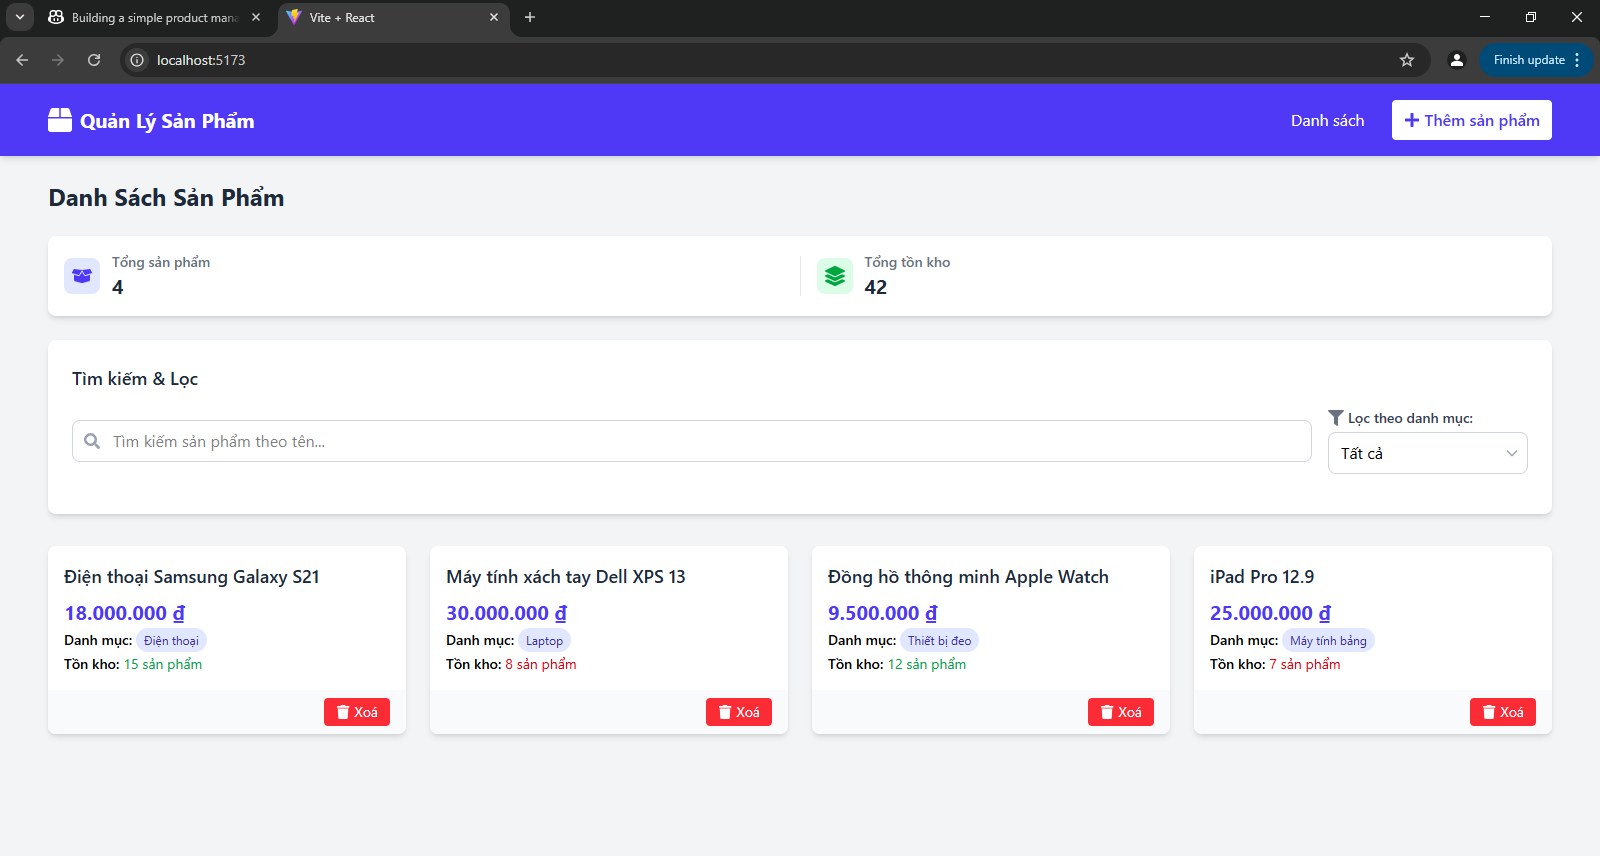 Building a simple product mana
Vite + React
localhost:5173
Finish update
Quản Lý Sản Phẩm
Danh sách
Thêm sản phẩm
Danh Sách Sản Phẩm
Tổng sản phẩm
4
Tổng tồn kho
42
Tìm kiếm & Lọc
Lọc theo danh mục:
Tìm kiếm sản phẩm theo tên...
Tất cả
Điện thoại Samsung Galaxy S21
18.000.000 ₫
Danh mục: Điện thoại
Tồn kho: 15 sản phẩm
Xoá
Máy tính xách tay Dell XPS 13
30.000.000 ₫
Danh mục: Laptop
Tồn kho: 8 sản phẩm
Xoá
Đồng hồ thông minh Apple Watch
9.500.000 ₫
Danh mục: Thiết bị đeo
Tồn kho: 12 sản phẩm
Xoá
iPad Pro 12.9
25.000.000 ₫
Danh mục: Máy tính bảng
Tồn kho: 7 sản phẩm
Xoá